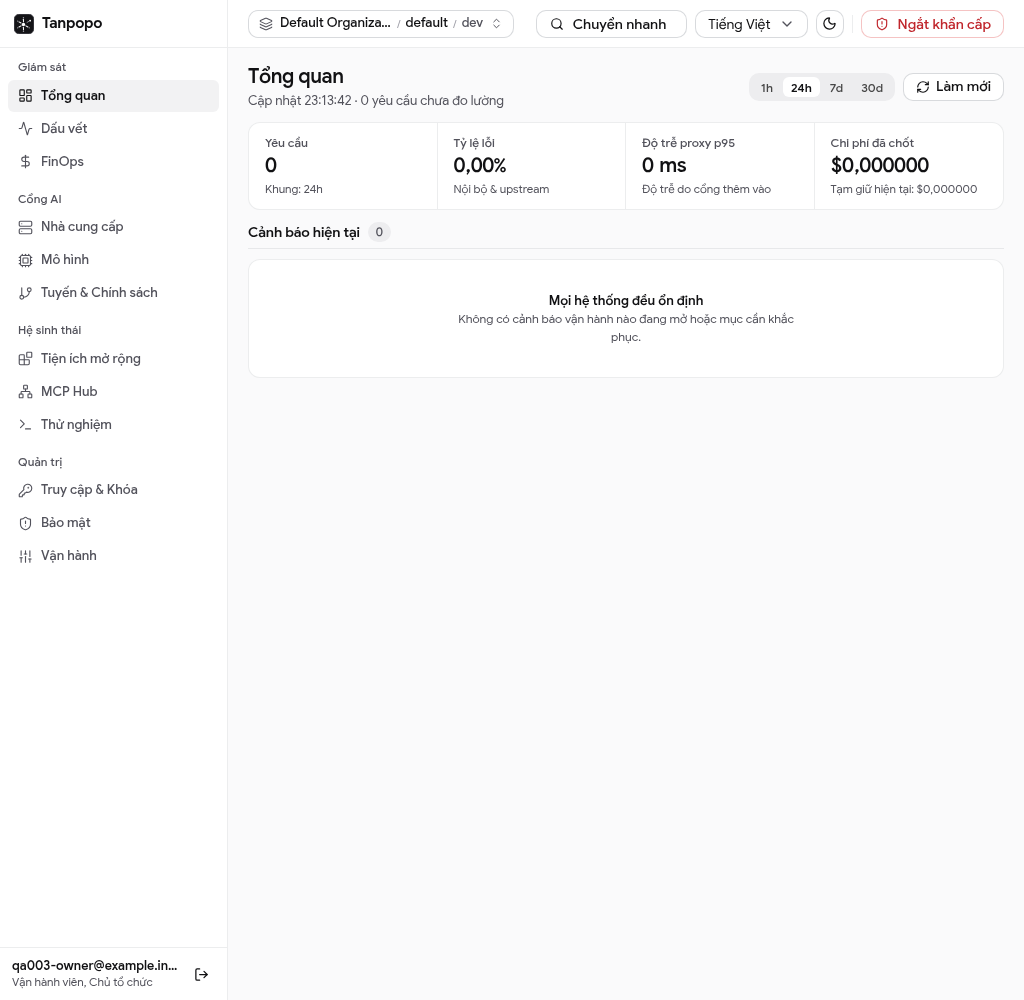 Tanpopo
Default Organiza... / default / dev
Chuyển nhanh
Tiếng Việt
Ngắt khẩn cấp
Giám sát
Tổng quan
Dấu vết
FinOps
Cổng AI
Nhà cung cấp
Mô hình
Tuyến & Chính sách
Hệ sinh thái
Tiện ích mở rộng
MCP Hub
Thử nghiệm
Quản trị
Truy cập & Khóa
Bảo mật
Vận hành
qa003-owner@example.in...
Vận hành viên, Chủ tổ chức
Tổng quan
Cập nhật 23:13:42 · 0 yêu cầu chưa đo lường
1h 24h 7d 30d
Làm mới
Yêu cầu
0
Khung: 24h
Tỷ lệ lỗi
0,00%
Nội bộ & upstream
Độ trễ proxy p95
0 ms
Độ trễ do cổng thêm vào
Chi phí đã chốt
$0,000000
Tạm giữ hiện tại: $0,000000
Cảnh báo hiện tại 0
Mọi hệ thống đều ổn định
Không có cảnh báo vận hành nào đang mở hoặc mục cần khắc
phục.